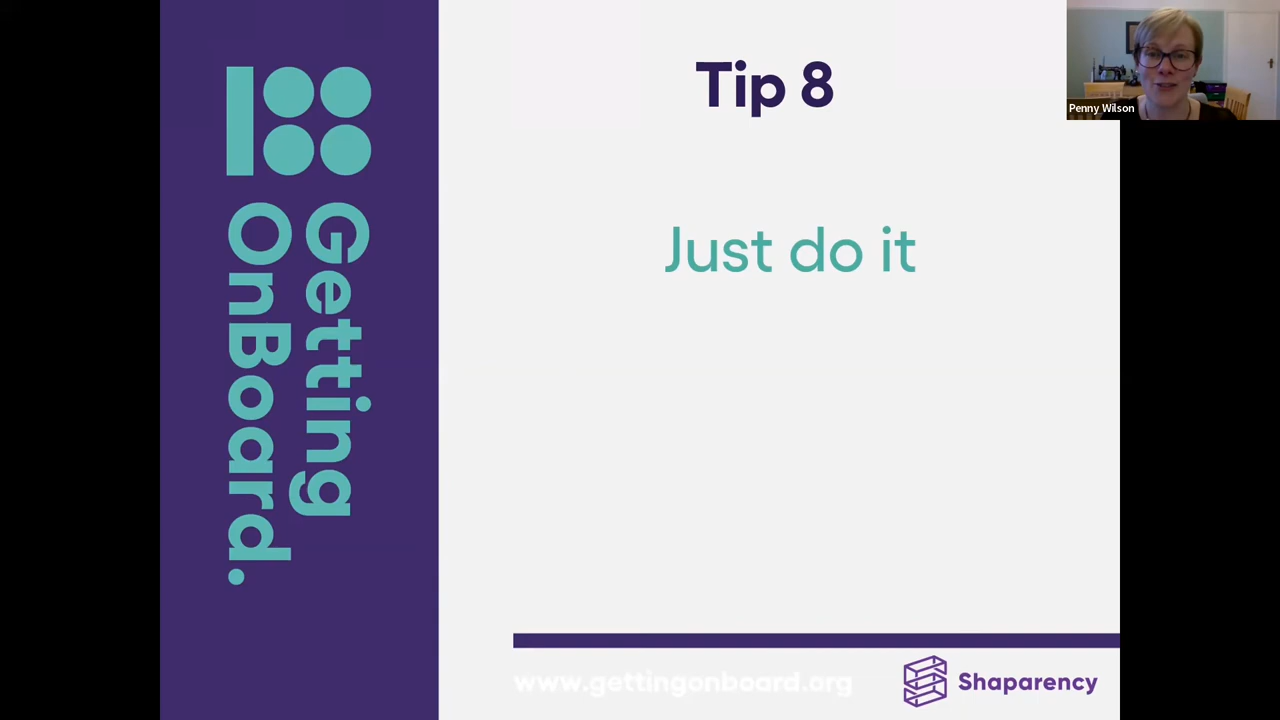 Tip 8
Penny Wilson
Just do it
Getting
OnBoard.
www.gettingonboard.org
Shaparency